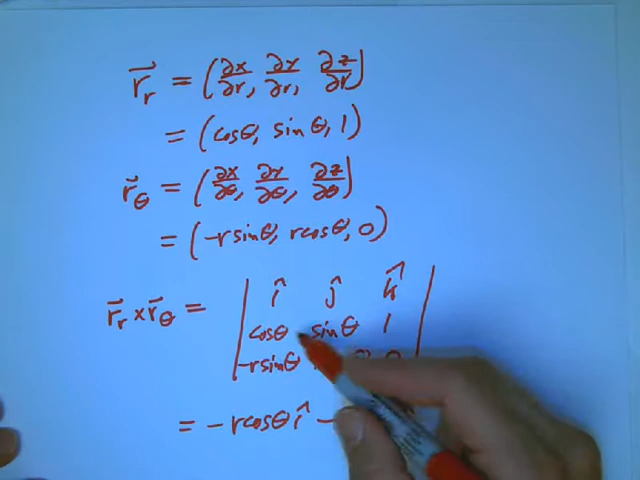 r⃗_r = (∂x/∂r, ∂y/∂r, ∂z/∂r)
= (cosθ, sinθ, 1)
r⃗_θ = (∂x/∂θ, ∂y/∂θ, ∂z/∂θ)
= (-rsinθ, rcosθ, 0)
r⃗_r × r⃗_θ = | î ĵ k̂ |
| cosθ sinθ 1 |
| -rsinθ
= -rcosθ î -